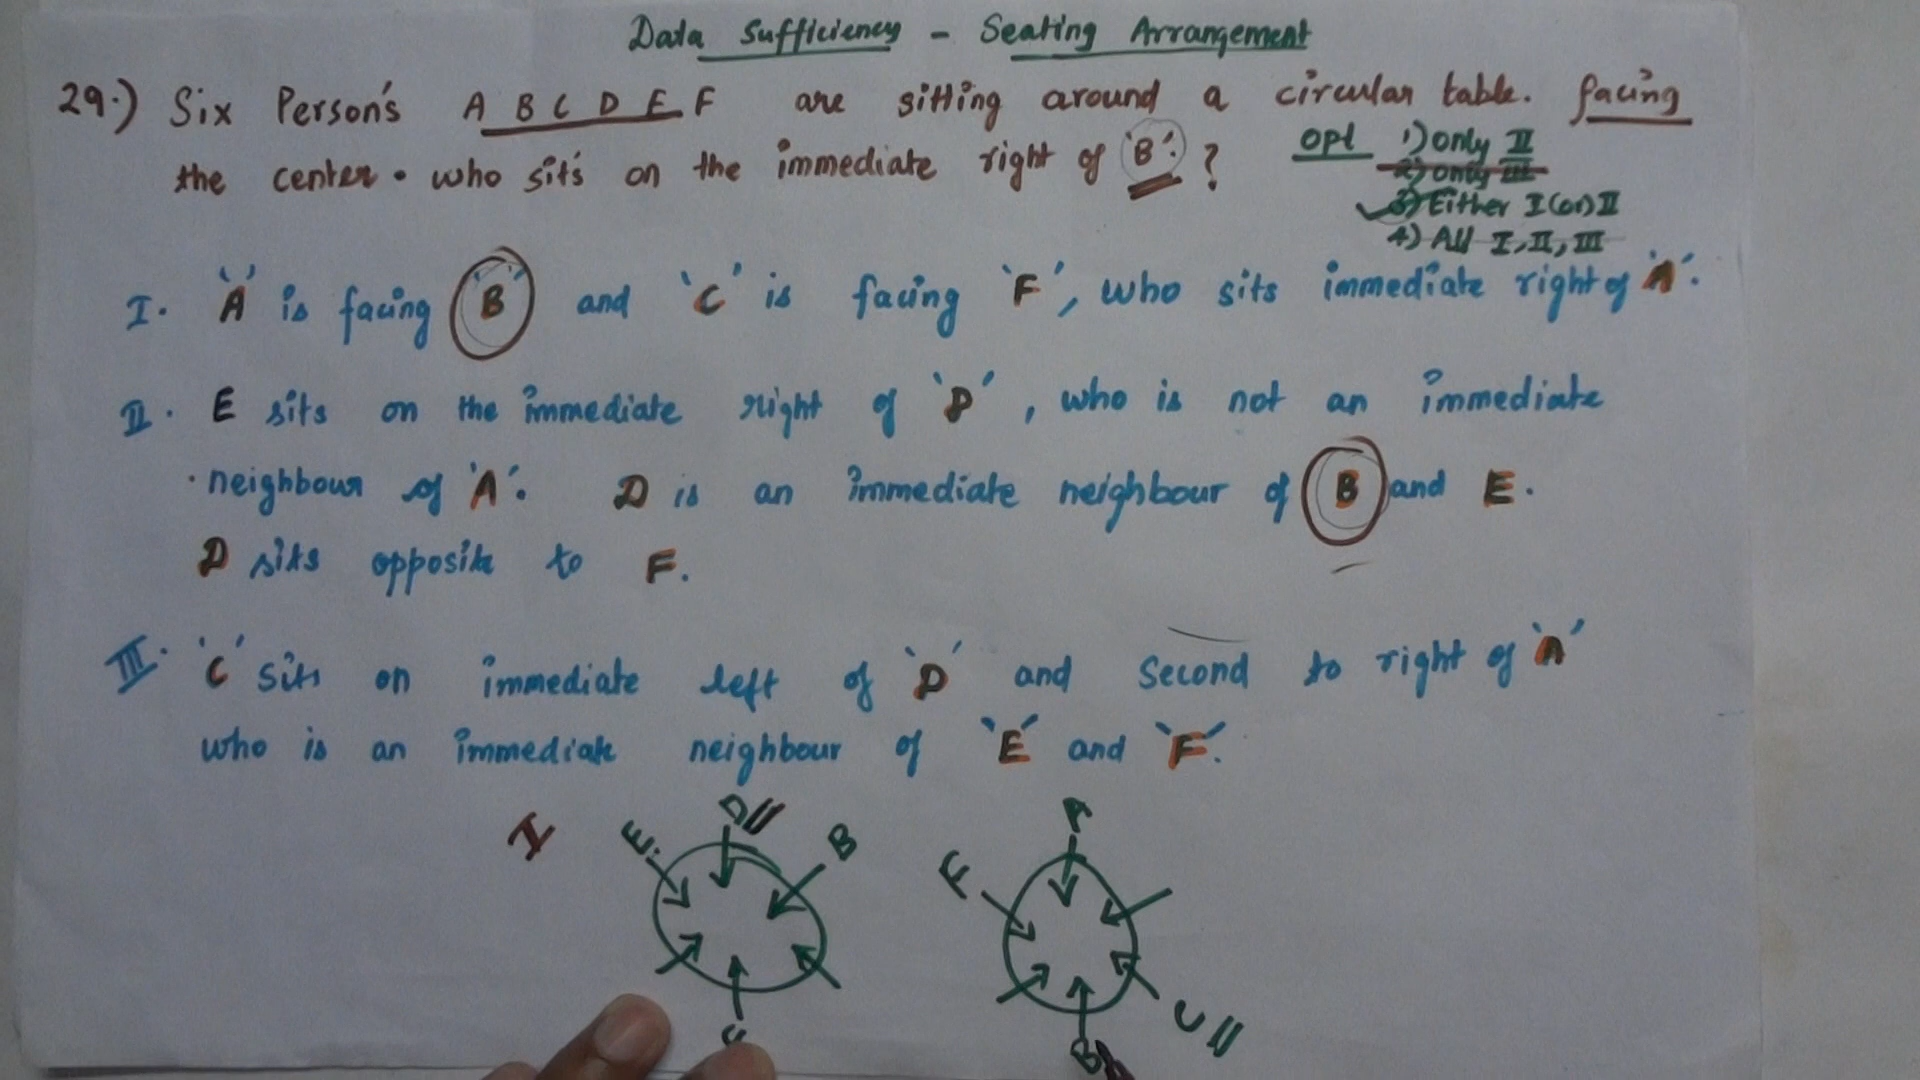 Data Sufficiency - Seating Arrangement
29.) Six Person's A B C D E F are sitting around a circular table. facing
the center. who sits on the immediate right of 'B'. ?
opt 1) only II
2) only III
3) Either I (or) II
4) All I, II, III
I. 'A' is facing 'B' and 'C' is facing 'F', who sits immediate right of 'A'.
II. E sits on the immediate right of 'D', who is not an immediate
neighbour of 'A'. D is an immediate neighbour of B and E.
D sits opposite to F.
III. 'C' sits on immediate left of 'D' and Second to right of 'A'
who is an immediate neighbour of 'E' and 'F'.
I
E D B
A
F
C
B